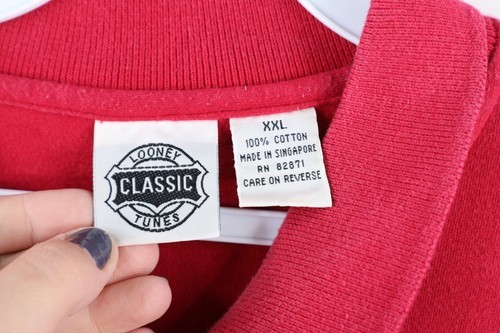 LOONEY
CLASSIC
TUNES
XXL
100% COTTON
MADE IN SINGAPORE
RN 82871
CARE ON REVERSE